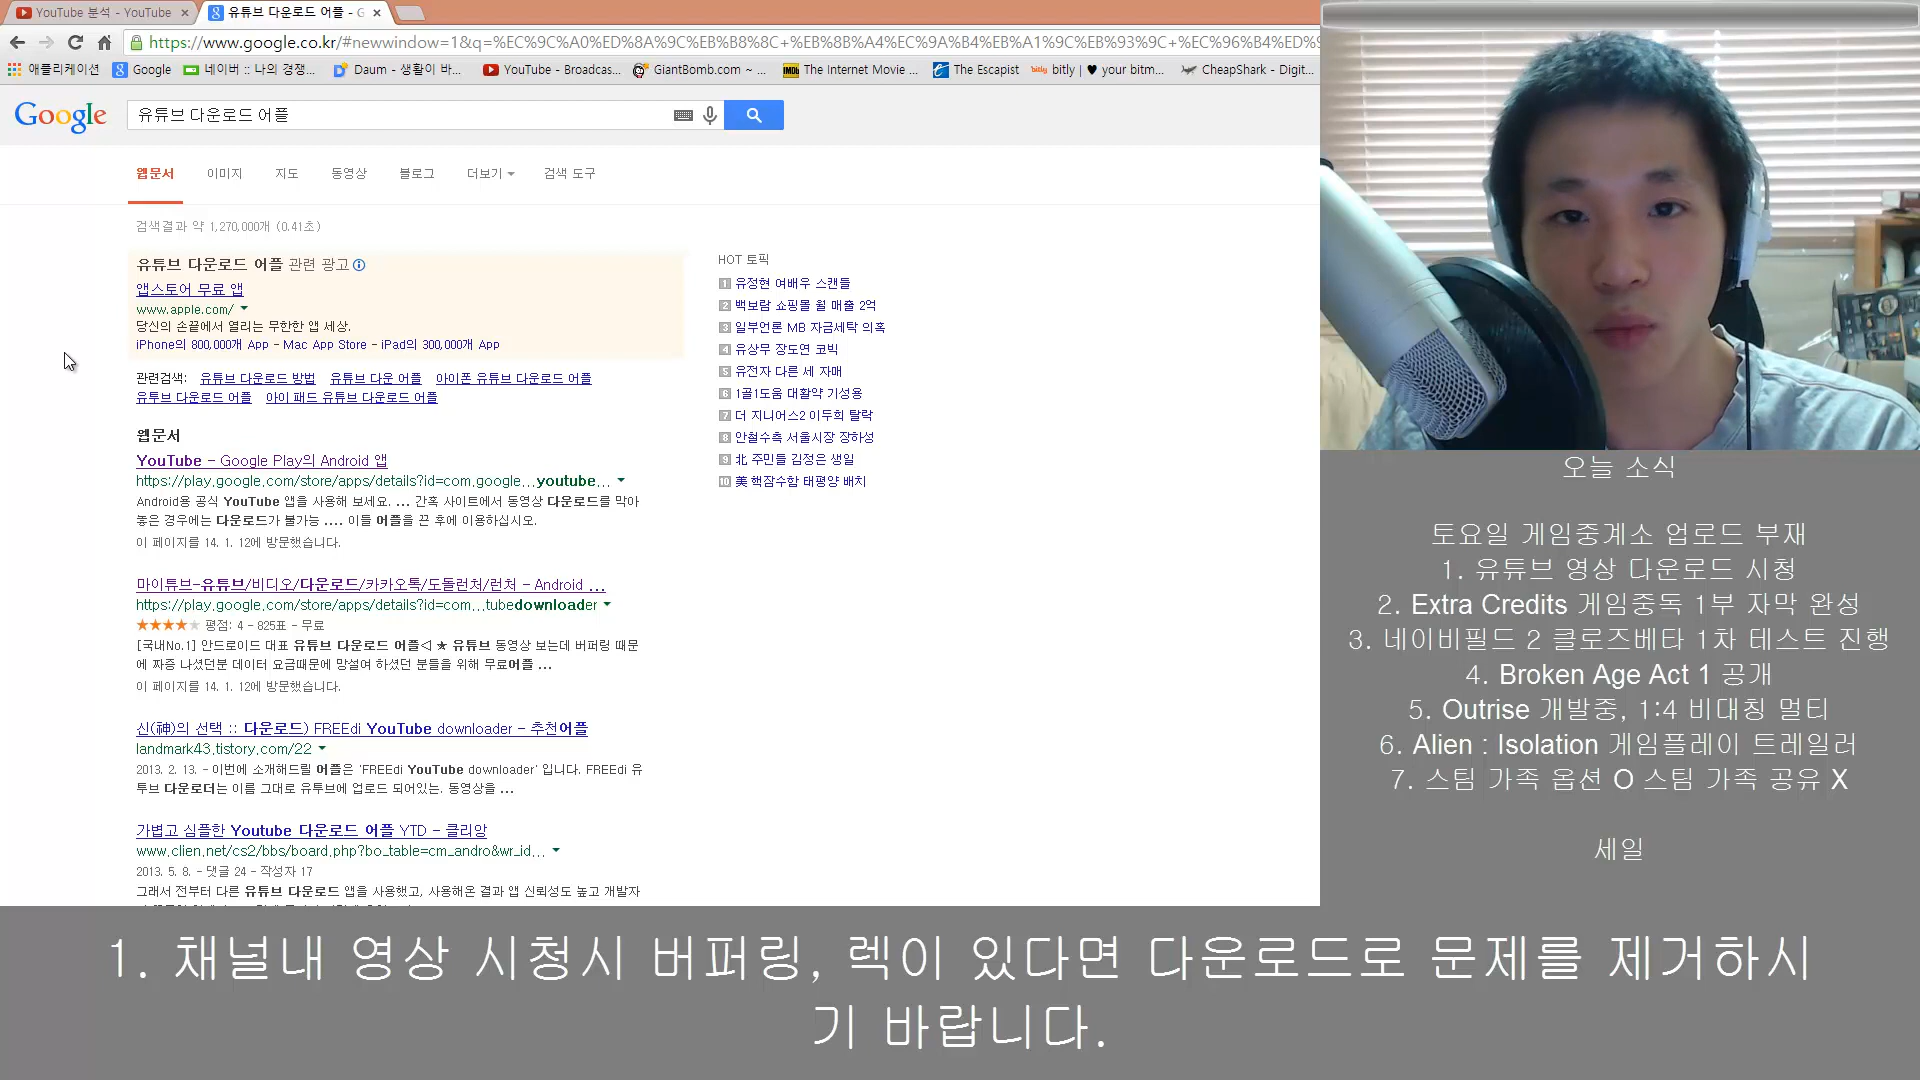 YouTube 분석 - YouTube
유튜브 다운로드 어플 - G
https://www.google.co.kr/#newwindow=1&q=%EC%9C%A0%ED%8A%9C%EB%B8%8C+%EB%8B%A4%EC%9A%B4%EB%A1%9C%EB%93%9C+%EC%96%B4%ED%9
애플리케이션
Google
네이버 :: 나의 경쟁...
Daum - 생활이 바...
YouTube - Broadcas...
GiantBomb.com ~ ...
IMDb The Internet Movie ...
The Escapist
bitly bitly | ♥ your bitm...
CheapShark - Digit...
Google
유튜브 다운로드 어플
웹문서 이미지 지도 동영상 블로그 더보기 검색 도구
검색결과 약 1,270,000개 (0.41초)
유튜브 다운로드 어플 관련 광고
앱스토어 무료 앱
www.apple.com/
당신의 손끝에서 열리는 무한한 앱 세상.
iPhone의 800,000개 App - Mac App Store - iPad의 300,000개 App
관련검색: 유튜브 다운로드 방법 유튜브 다운 어플 아이폰 유튜브 다운로드 어플
유투브 다운로드 어플 아이 패드 유튜브 다운로드 어플
웹문서
YouTube - Google Play의 Android 앱
https://play.google.com/store/apps/details?id=com.google...youtube...
Android용 공식 YouTube 앱을 사용해 보세요. ... 간혹 사이트에서 동영상 다운로드를 막아
놓은 경우에는 다운로드가 불가능 .... 이들 어플을 끈 후에 이용하십시오.
이 페이지를 14. 1. 12에 방문했습니다.
마이튜브-유튜브/비디오/다운로드/카카오톡/도돌런처/런처 - Android ...
https://play.google.com/store/apps/details?id=com...tubedownloader
평점: 4 - 825표 - 무료
[국내No.1] 안드로이드 대표 유튜브 다운로드 어플◁ ★ 유튜브 동영상 보는데 버퍼링 때문
에 짜증 나셨던분 데이터 요금때문에 망설여 하셨던 분들을 위해 무료어플 ...
이 페이지를 14. 1. 12에 방문했습니다.
신(神)의 선택 :: 다운로드) FREEdi YouTube downloader - 추천어플
landmark43.tistory.com/22
2013. 2. 13. - 이번에 소개해드릴 어플은 'FREEdi YouTube downloader' 입니다. FREEdi 유
투브 다운로더는 이름 그대로 유투브에 업로드 되어있는. 동영상을 ...
가볍고 심플한 Youtube 다운로드 어플 YTD - 클리앙
www.clien.net/cs2/bbs/board.php?bo_table=cm_andro&wr_id...
2013. 5. 8. - 댓글 24 - 작성자 17
그래서 전부터 다른 유튜브 다운로드 앱을 사용했고, 사용해온 결과 앱 신뢰성도 높고 개발자
HOT 토픽
1 유정현 여배우 스캔들
2 백보람 쇼핑몰 월 매출 2억
3 일부언론 MB 자금세탁 의혹
4 유상무 장도연 코빅
5 유전자 다른 세 자매
6 1골1도움 대활약 기성용
7 더 지니어스2 이두희 탈락
8 안철수측 서울시장 장하성
9 北 주민들 김정은 생일
10 美 핵잠수함 태평양 배치
오늘 소식
토요일 게임중계소 업로드 부재
1. 유튜브 영상 다운로드 시청
2. Extra Credits 게임중독 1부 자막 완성
3. 네이비필드 2 클로즈베타 1차 테스트 진행
4. Broken Age Act 1 공개
5. Outrise 개발중, 1:4 비대칭 멀티
6. Alien : Isolation 게임플레이 트레일러
7. 스팀 가족 옵션 O 스팀 가족 공유 X
세일
1. 채널내 영상 시청시 버퍼링, 렉이 있다면 다운로드로 문제를 제거하시
기 바랍니다.